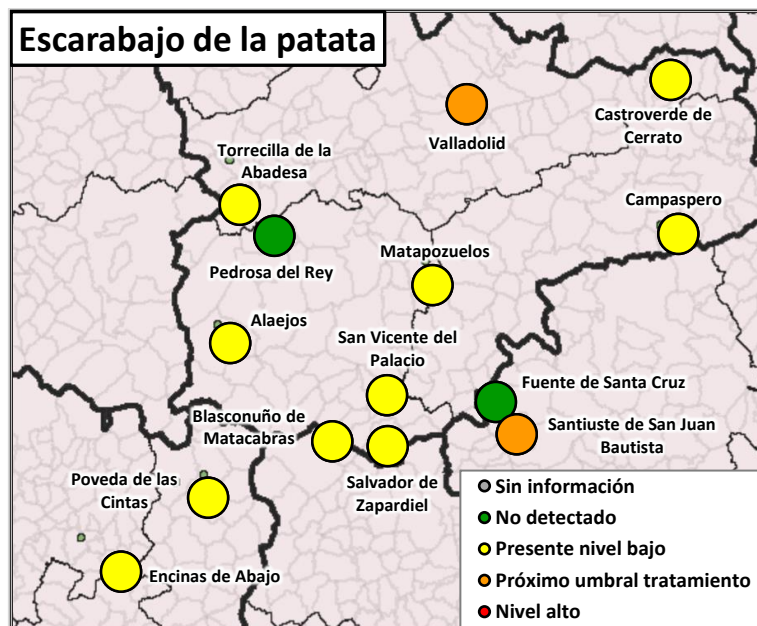 Escarabajo de la patata
Valladolid
Castroverde de
Cerrato
Torrecilla de la
Abadesa
Campaspero
Pedrosa del Rey
Matapozuelos
Alaejos
San Vicente del
Palacio
Fuente de Santa Cruz
Blasconuño de
Matacabras
Santiuste de San Juan
Bautista
Poveda de las
Cintas
Salvador de
Zapardiel
Encinas de Abajo
Sin información
No detectado
Presente nivel bajo
Próximo umbral tratamiento
Nivel alto